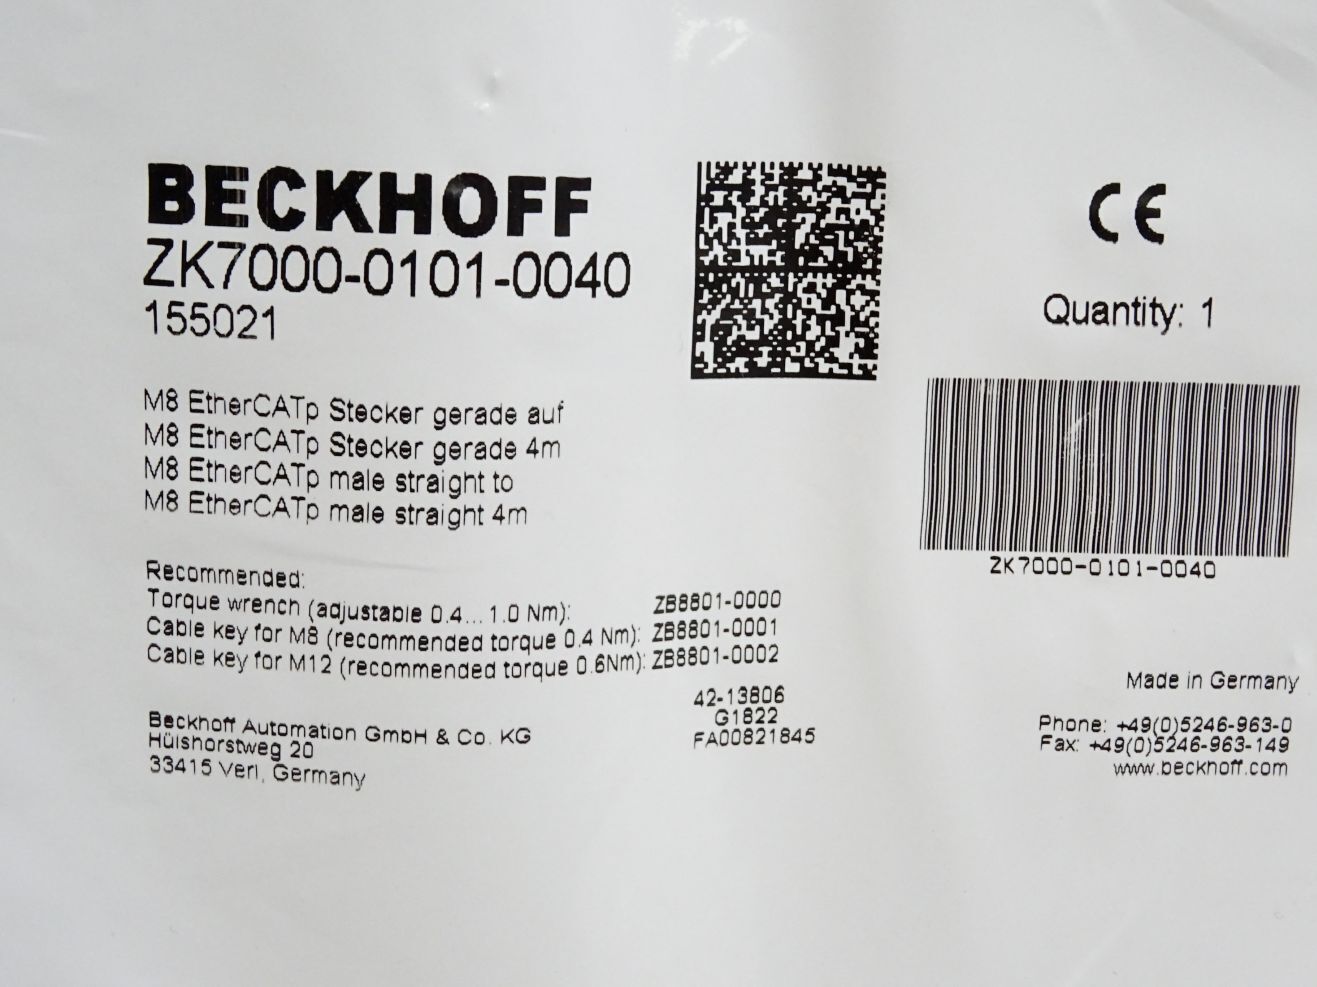 BECKHOFF
ZK7000-0101-0040
155021
CE
Quantity: 1
M8 EtherCATp Stecker gerade auf
M8 EtherCATp Stecker gerade 4m
M8 EtherCATp male straight to
M8 EtherCATp male straight 4m
ZK7000-0101-0040
Recommended:
Torque wrench (adjustable 0.4... 1.0 Nm): ZB8801-0000
Cable key for M8 (recommended torque 0.4 Nm): ZB8801-0001
Cable key for M12 (recommended torque 0.6Nm): ZB8801-0002
42-13806
G1822
FA00821845
Beckhoff Automation GmbH & Co. KG
Hülshorstweg 20
33415 Verl, Germany
Made in Germany
Phone: +49(0)5246-963-0
Fax: +49(0)5246-963-149
www.beckhoff.com